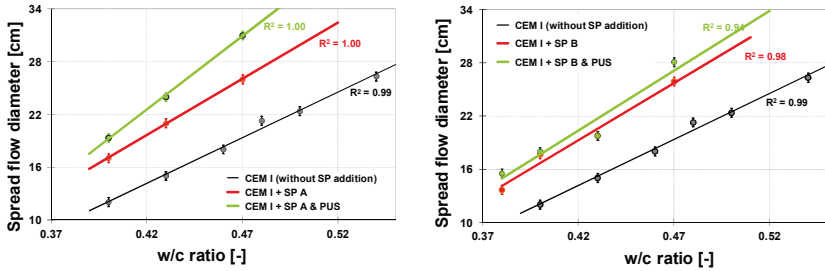 34
28
22
16
10
Spread flow diameter [cm]
R² = 1.00
R² = 1.00
R² = 0.99
CEM I (without SP addition)
CEM I + SP A
CEM I + SP A & PUS
0.37
0.42
0.47
0.52
w/c ratio [-]
34
28
22
16
10
Spread flow diameter [cm]
CEM I (without SP addition)
CEM I + SP B
CEM I + SP B & PUS
R² = 0.94
R² = 0.98
R² = 0.99
0.37
0.42
0.47
0.52
w/c ratio [-]